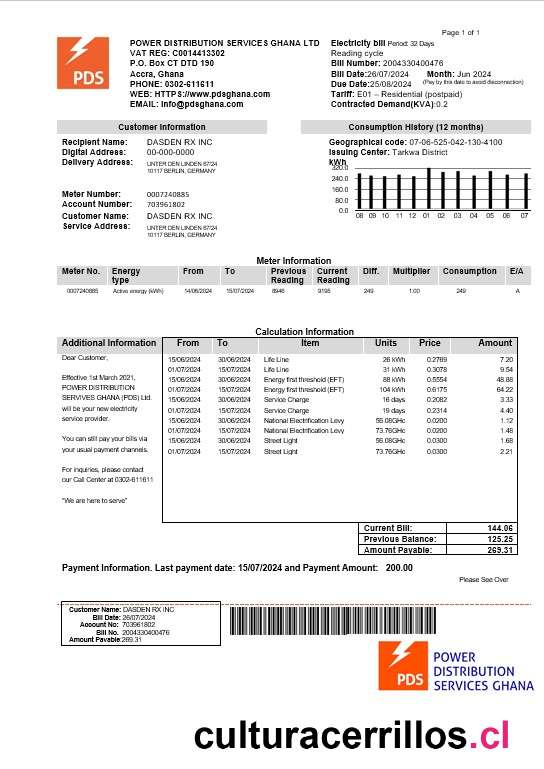 Page 1 of 1
PDS
POWER DISTRIBUTION SERVICES GHANA LTD
VAT REG: C0014413302
P.O. Box CT DTD 190
Accra, Ghana
PHONE: 0302-611611
WEB: HTTPS://www.pdsghana.com
EMAIL: Info@pdsghana.com
Electricity bill Period: 32 Days
Reading cycle
Bill Number: 2004330400476
Bill Date:26/07/2024 Month: Jun 2024
Due Date:25/08/2024 (Pay by this date to avoid disconnection)
Tariff: E01 – Residential (postpaid)
Contracted Demand(KVA):0.2
Customer Information
Recipient Name: DASDEN RX INC
Digital Address: 00-000-0000
Delivery Address: UNTER DEN LINDEN 67/24
10117 BERLIN, GERMANY
Meter Number: 0007240885
Account Number: 703961802
Customer Name: DASDEN RX INC
Service Address: UNTER DEN LINDEN 67/24
10117 BERLIN, GERMANY
Consumption History (12 months)
Geographical code: 07-06-525-042-130-4100
Issuing Center: Tarkwa District
kWh
320.0
240.0
160.0
80.0
0.0
08 09 10 11 12 01 02 03 04 05 06 07
Meter Information
Meter No. Energy type From To Previous Reading Current Reading Diff. Multiplier Consumption E/A
0007240885 Active energy (kWh) 14/06/2024 15/07/2024 8946 9195 249 1.00 249 A
Calculation Information
Additional Information From To Item Units Price Amount
Dear Customer,
Effective 1st March 2021,
POWER DISTRIBUTION
SERIVVES GHANA (PDS) Ltd.
will be your new electricity
service provider.
You can still pay your bills via
your usual payment channels.
For inquiries, please contact
our Call Center at 0302-611611
"We are here to serve"
15/06/2024 30/06/2024 Life Line 26 kWh 0.2769 7.20
01/07/2024 15/07/2024 Life Line 31 kWh 0.3078 9.54
15/06/2024 30/06/2024 Energy first threshold (EFT) 88 kWh 0.5554 48.88
01/07/2024 15/07/2024 Energy first threshold (EFT) 104 kWh 0.6175 64.22
15/06/2024 30/06/2024 Service Charge 16 days 0.2082 3.33
01/07/2024 15/07/2024 Service Charge 19 days 0.2314 4.40
15/06/2024 30/06/2024 National Electrification Levy 56.08GHc 0.0200 1.12
01/07/2024 15/07/2024 National Electrification Levy 73.76GHc 0.0200 1.48
15/06/2024 30/06/2024 Street Light 56.08GHc 0.0300 1.68
01/07/2024 15/07/2024 Street Light 73.76GHc 0.0300 2.21
Current Bill: 144.06
Previous Balance: 125.25
Amount Payable: 269.31
Payment Information. Last payment date: 15/07/2024 and Payment Amount: 200.00
Please See Over
Customer Name: DASDEN RX INC
Bill Date: 26/07/2024
Account No: 703961802
Bill No. 2004330400476
Amount Payable:269.31
PDS
POWER
DISTRIBUTION
SERVICES GHANA
culturacerrillos.cl